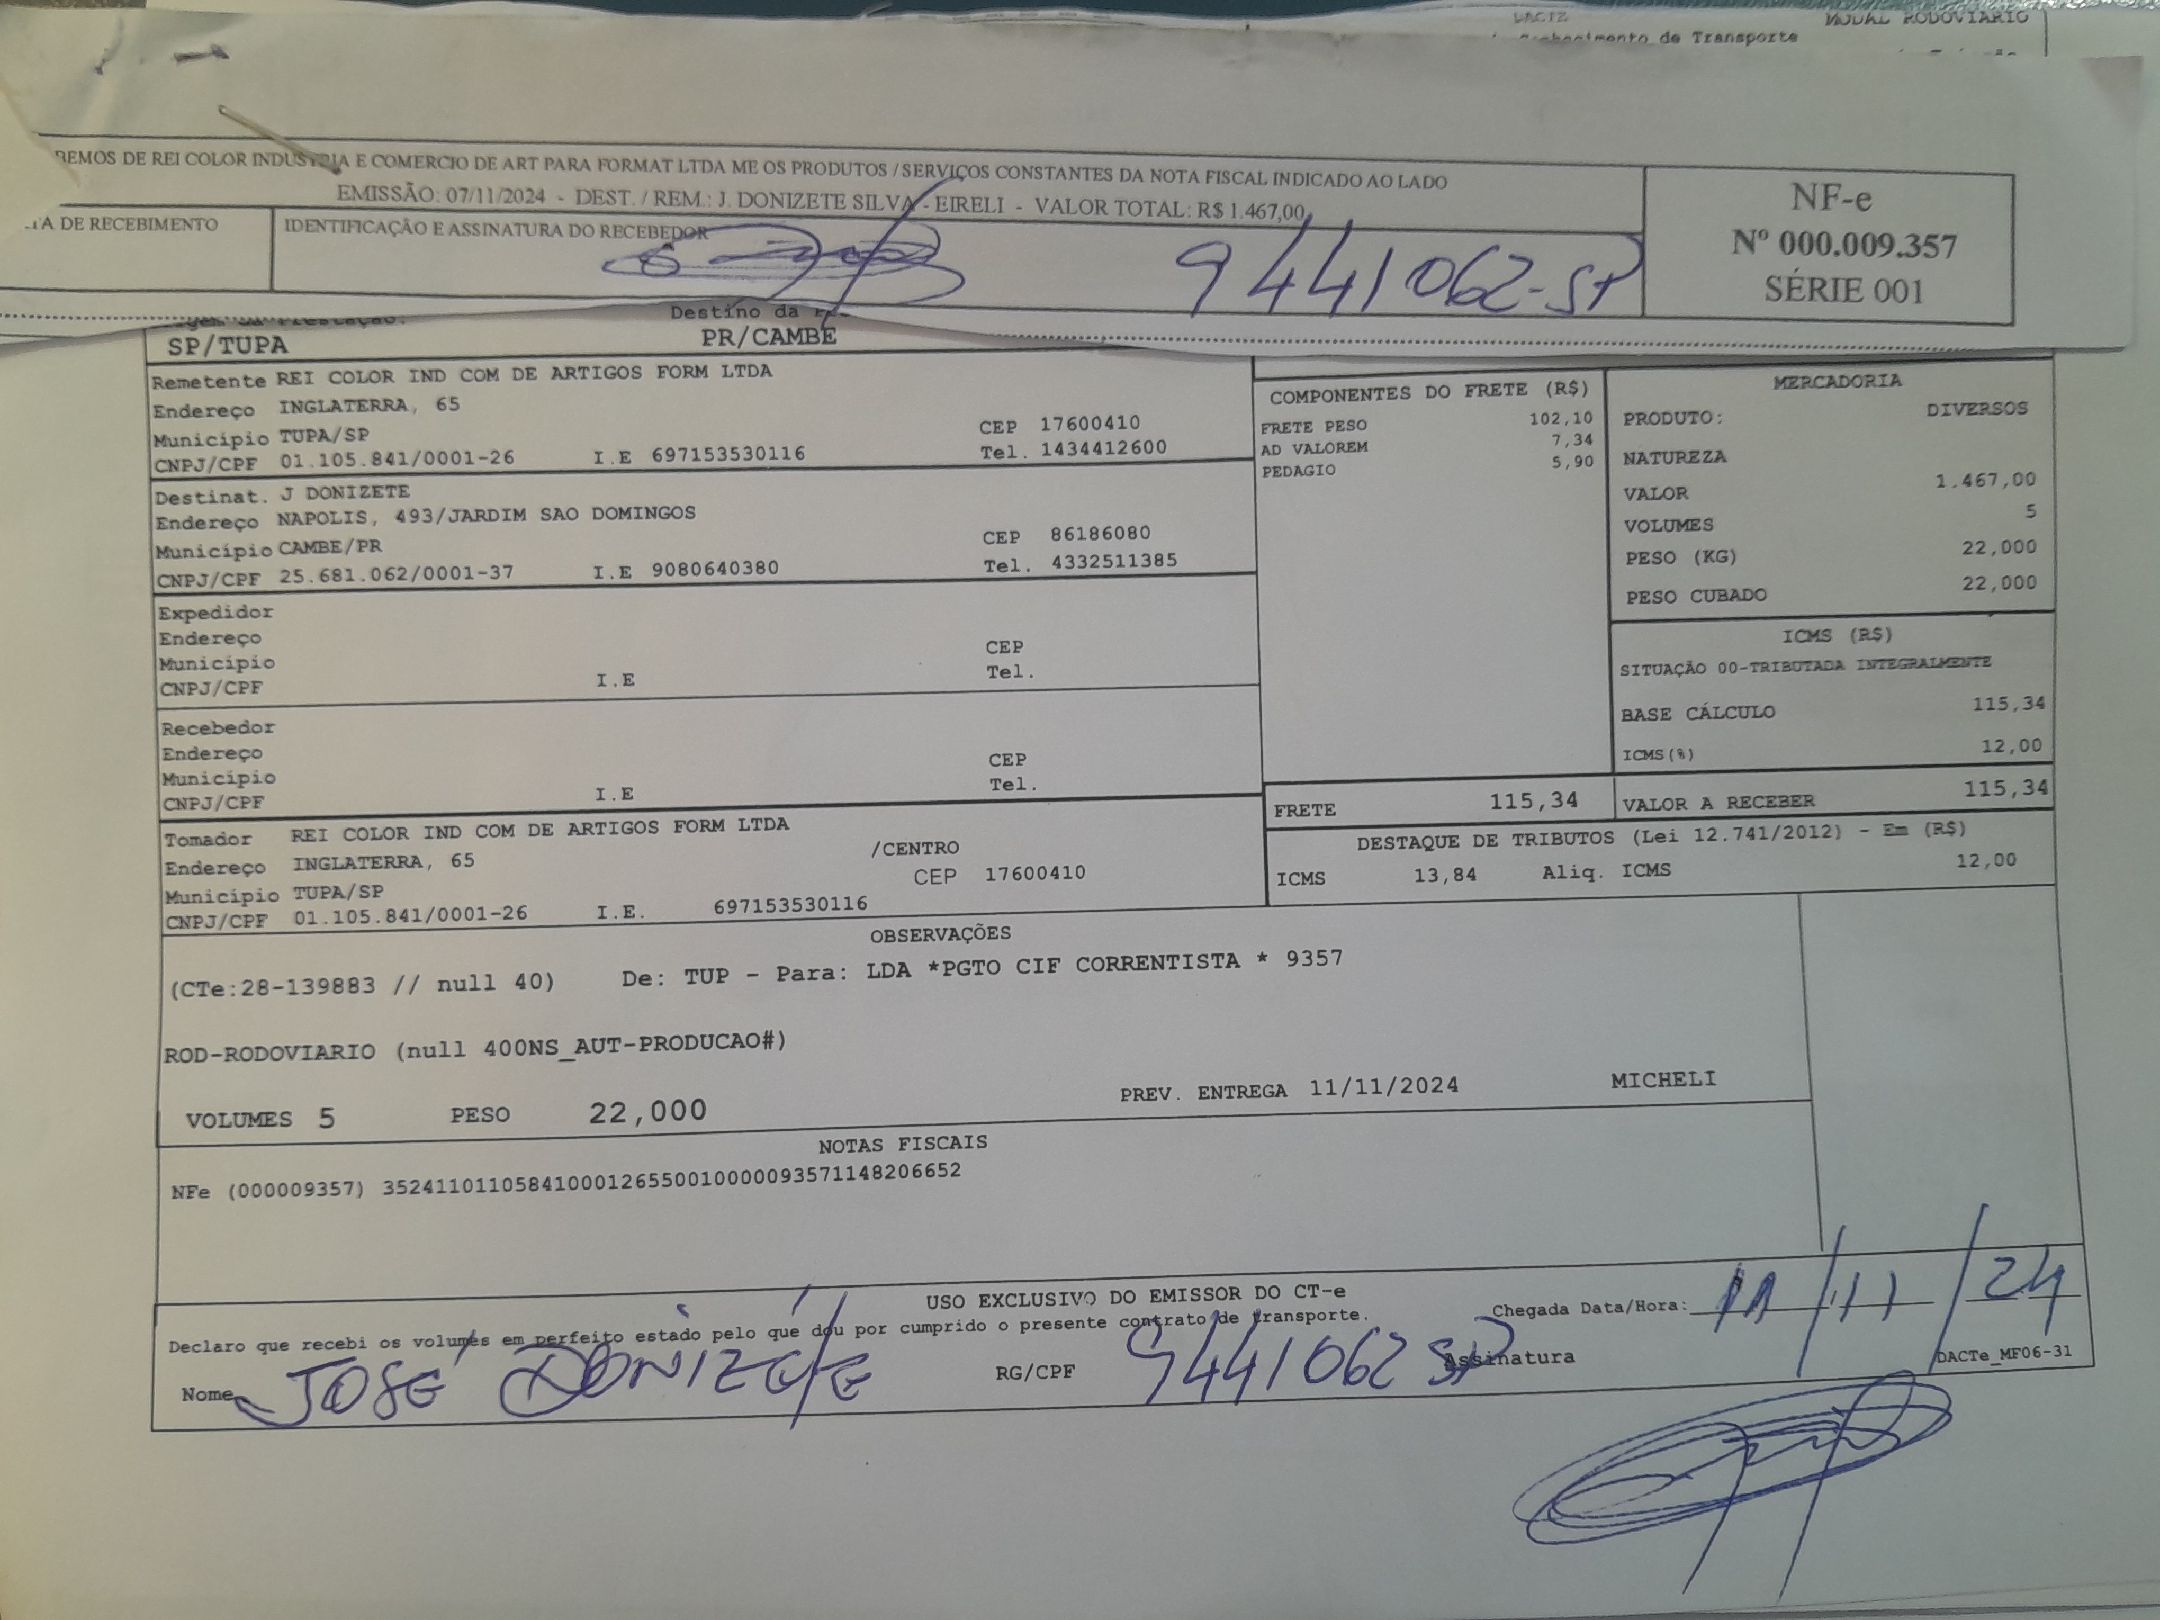 DACTE
MODAL RODOVIÁRIO
de Transporte
BEMOS DE REI COLOR INDUSTRIA E COMERCIO DE ART PARA FORMAT LTDA ME OS PRODUTOS / SERVIÇOS CONSTANTES DA NOTA FISCAL INDICADO AO LADO
EMISSÃO: 07/11/2024 - DEST. / REM.: J. DONIZETE SILVA - EIRELI - VALOR TOTAL: R$ 1.467,00
TA DE RECEBIMENTO
IDENTIFICAÇÃO E ASSINATURA DO RECEBEDOR
9441062-SP
NF-e
Nº 000.009.357
SÉRIE 001
Destino da
SP/TUPA
PR/CAMBE
Remetente REI COLOR IND COM DE ARTIGOS FORM LTDA
Endereço INGLATERRA, 65
Município TUPA/SP CEP 17600410
CNPJ/CPF 01.105.841/0001-26 I.E 697153530116 Tel. 1434412600
Destinat. J DONIZETE
Endereço NAPOLIS, 493/JARDIM SAO DOMINGOS
Município CAMBE/PR CEP 86186080
CNPJ/CPF 25.681.062/0001-37 I.E 9080640380 Tel. 4332511385
Expedidor
Endereço
Município CEP
CNPJ/CPF I.E Tel.
Recebedor
Endereço
Município CEP
CNPJ/CPF I.E Tel.
Tomador REI COLOR IND COM DE ARTIGOS FORM LTDA
Endereço INGLATERRA, 65 /CENTRO
Município TUPA/SP CEP 17600410
CNPJ/CPF 01.105.841/0001-26 I.E. 697153530116
COMPONENTES DO FRETE (R$)
FRETE PESO 102,10
AD VALOREM 7,34
PEDAGIO 5,90
MERCADORIA
PRODUTO: DIVERSOS
NATUREZA
VALOR 1.467,00
VOLUMES 5
PESO (KG) 22,000
PESO CUBADO 22,000
ICMS (R$)
SITUAÇÃO 00-TRIBUTADA INTEGRALMENTE
BASE CÁLCULO 115,34
ICMS(%) 12,00
FRETE 115,34
VALOR A RECEBER 115,34
DESTAQUE DE TRIBUTOS (Lei 12.741/2012) - Em (R$)
ICMS 13,84 Aliq. ICMS 12,00
OBSERVAÇÕES
(CTe:28-139883 // null 40) De: TUP - Para: LDA *PGTO CIF CORRENTISTA * 9357
ROD-RODOVIARIO (null 400NS_AUT-PRODUCAO#)
VOLUMES 5 PESO 22,000 PREV. ENTREGA 11/11/2024 MICHELI
NOTAS FISCAIS
NFe (000009357) 35241101105841000126550010000093571148206652
USO EXCLUSIVO DO EMISSOR DO CT-e
Declaro que recebi os volumes em perfeito estado pelo que dou por cumprido o presente contrato de transporte.
Chegada Data/Hora: 11/11/24
Nome JOSÉ DONIZETE RG/CPF 9441062 SP Assinatura
DACTe_MF06-31